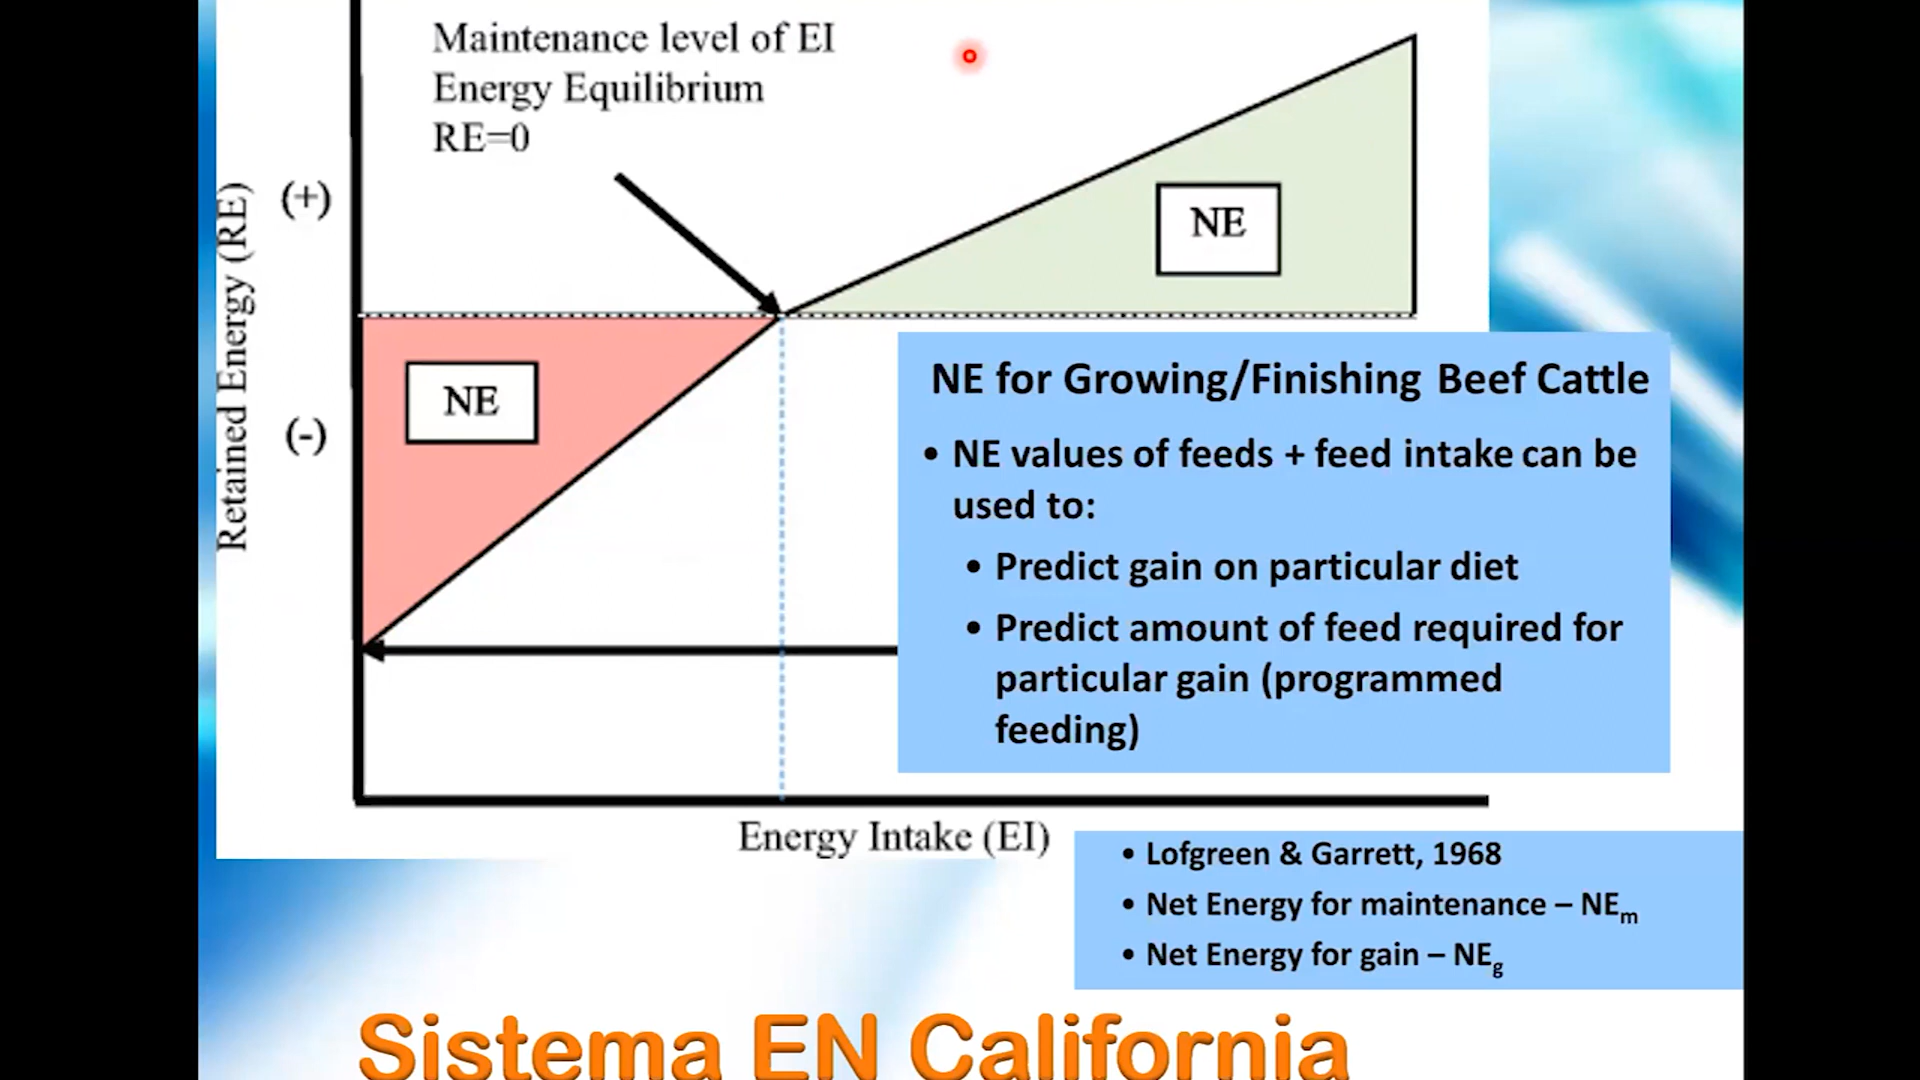 Maintenance level of EI
Energy Equilibrium
RE=0
(+)
Retained Energy (RE)
(-)
NE
NE
NE for Growing/Finishing Beef Cattle
• NE values of feeds + feed intake can be
used to:
• Predict gain on particular diet
• Predict amount of feed required for
particular gain (programmed
feeding)
Energy Intake (EI)
• Lofgreen & Garrett, 1968
• Net Energy for maintenance – NEm
• Net Energy for gain – NEg
Sistema EN California